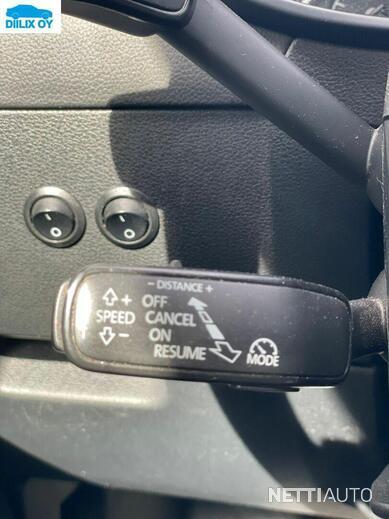 DIILIX OY
- DISTANCE +
OFF
+
SPEED
CANCEL
-
ON
RESUME
MODE
NETTIAUTO